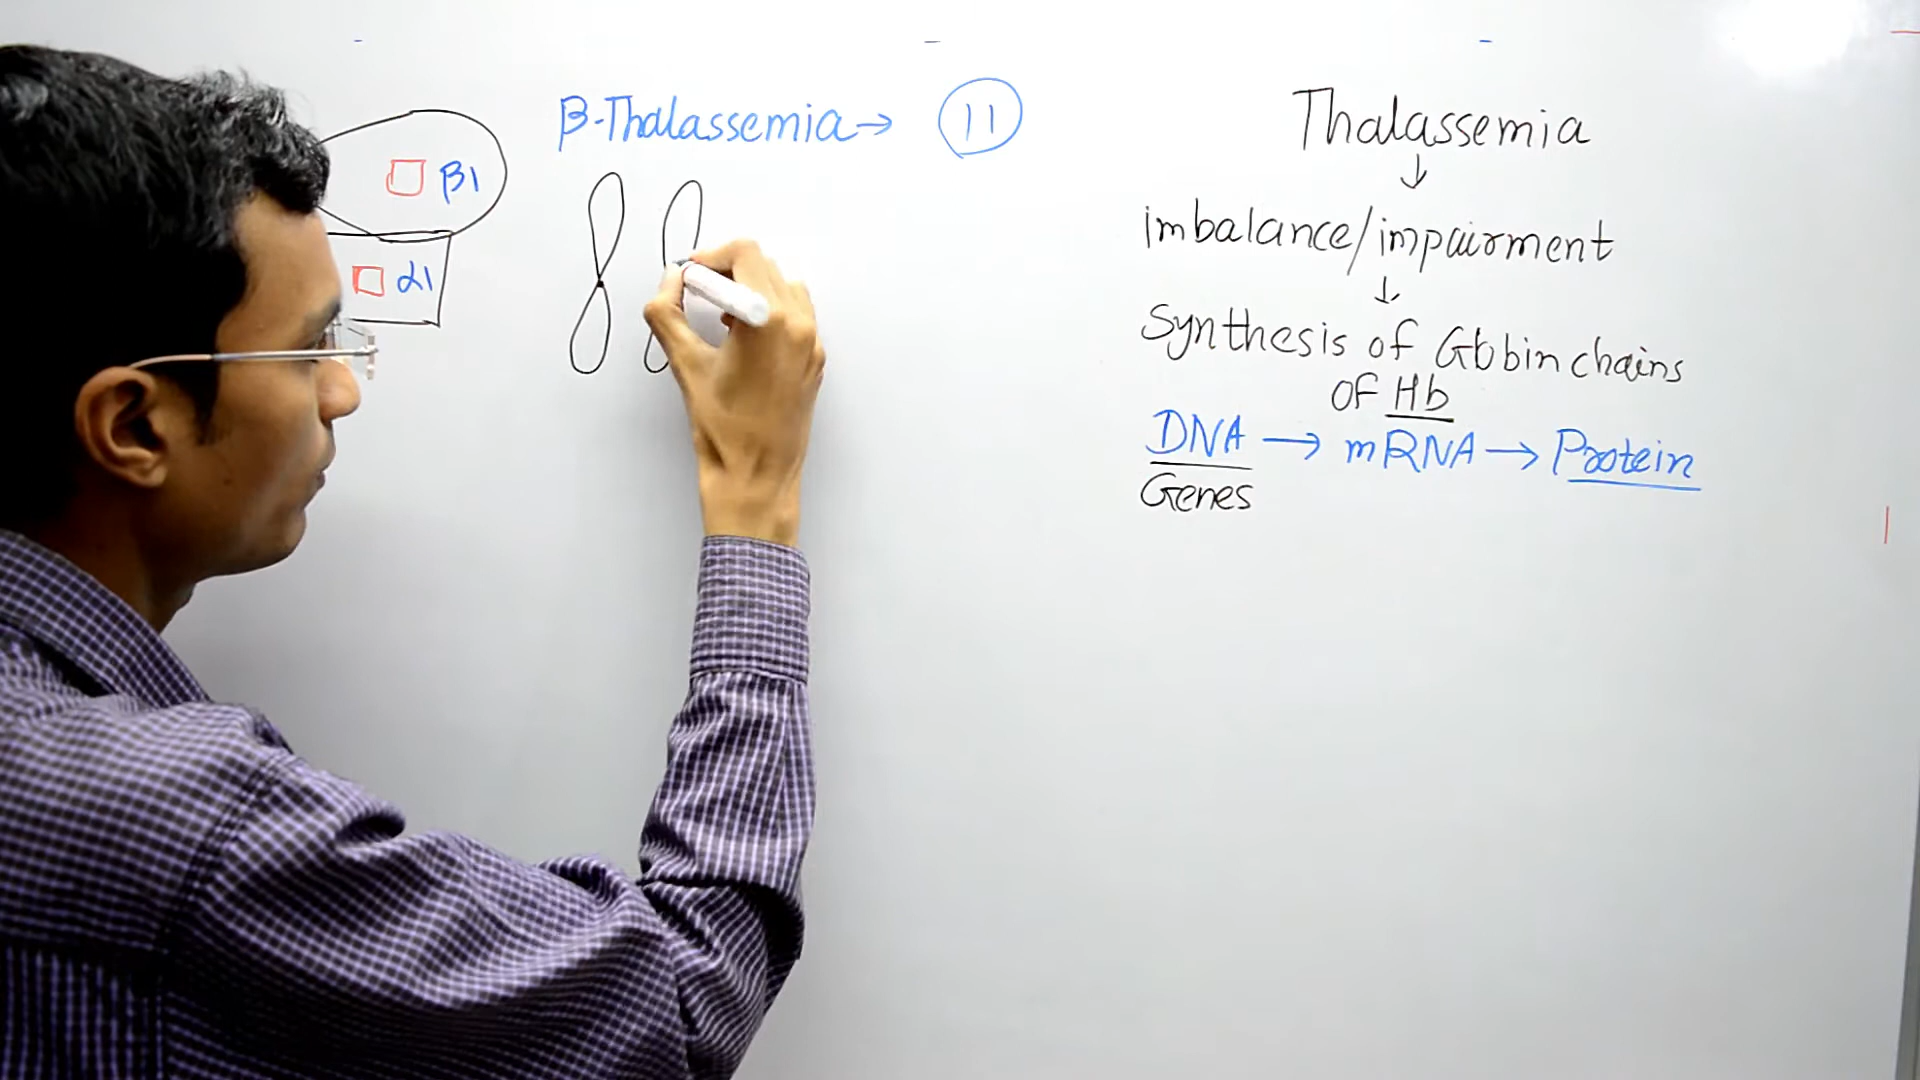 β1
α1
β-Thalassemia → 11
Thalassemia
↓
imbalance/impairment
↓
Synthesis of Globin chains
of Hb
DNA → mRNA → Protein
Genes